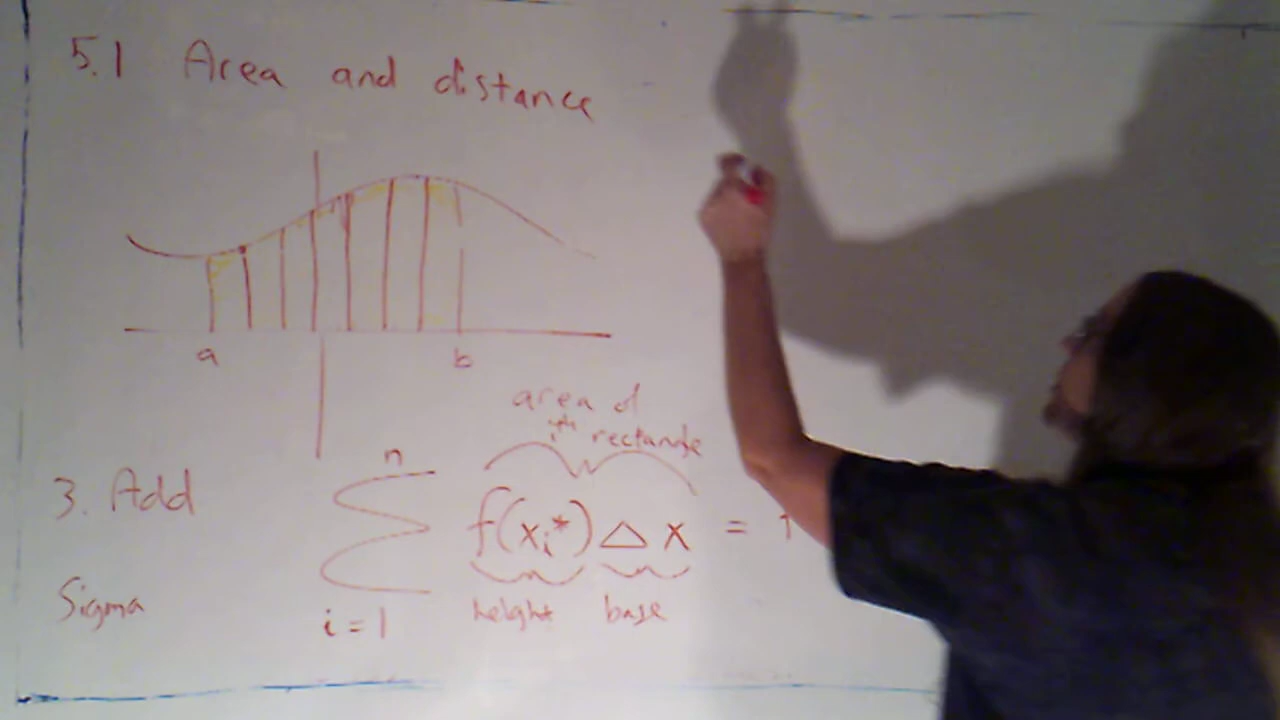 5.1 Area and distance
a b
area of
ith rectangle
3. Add
n
Σ f(xᵢ*) Δ x =
i = 1
height base
Sigma